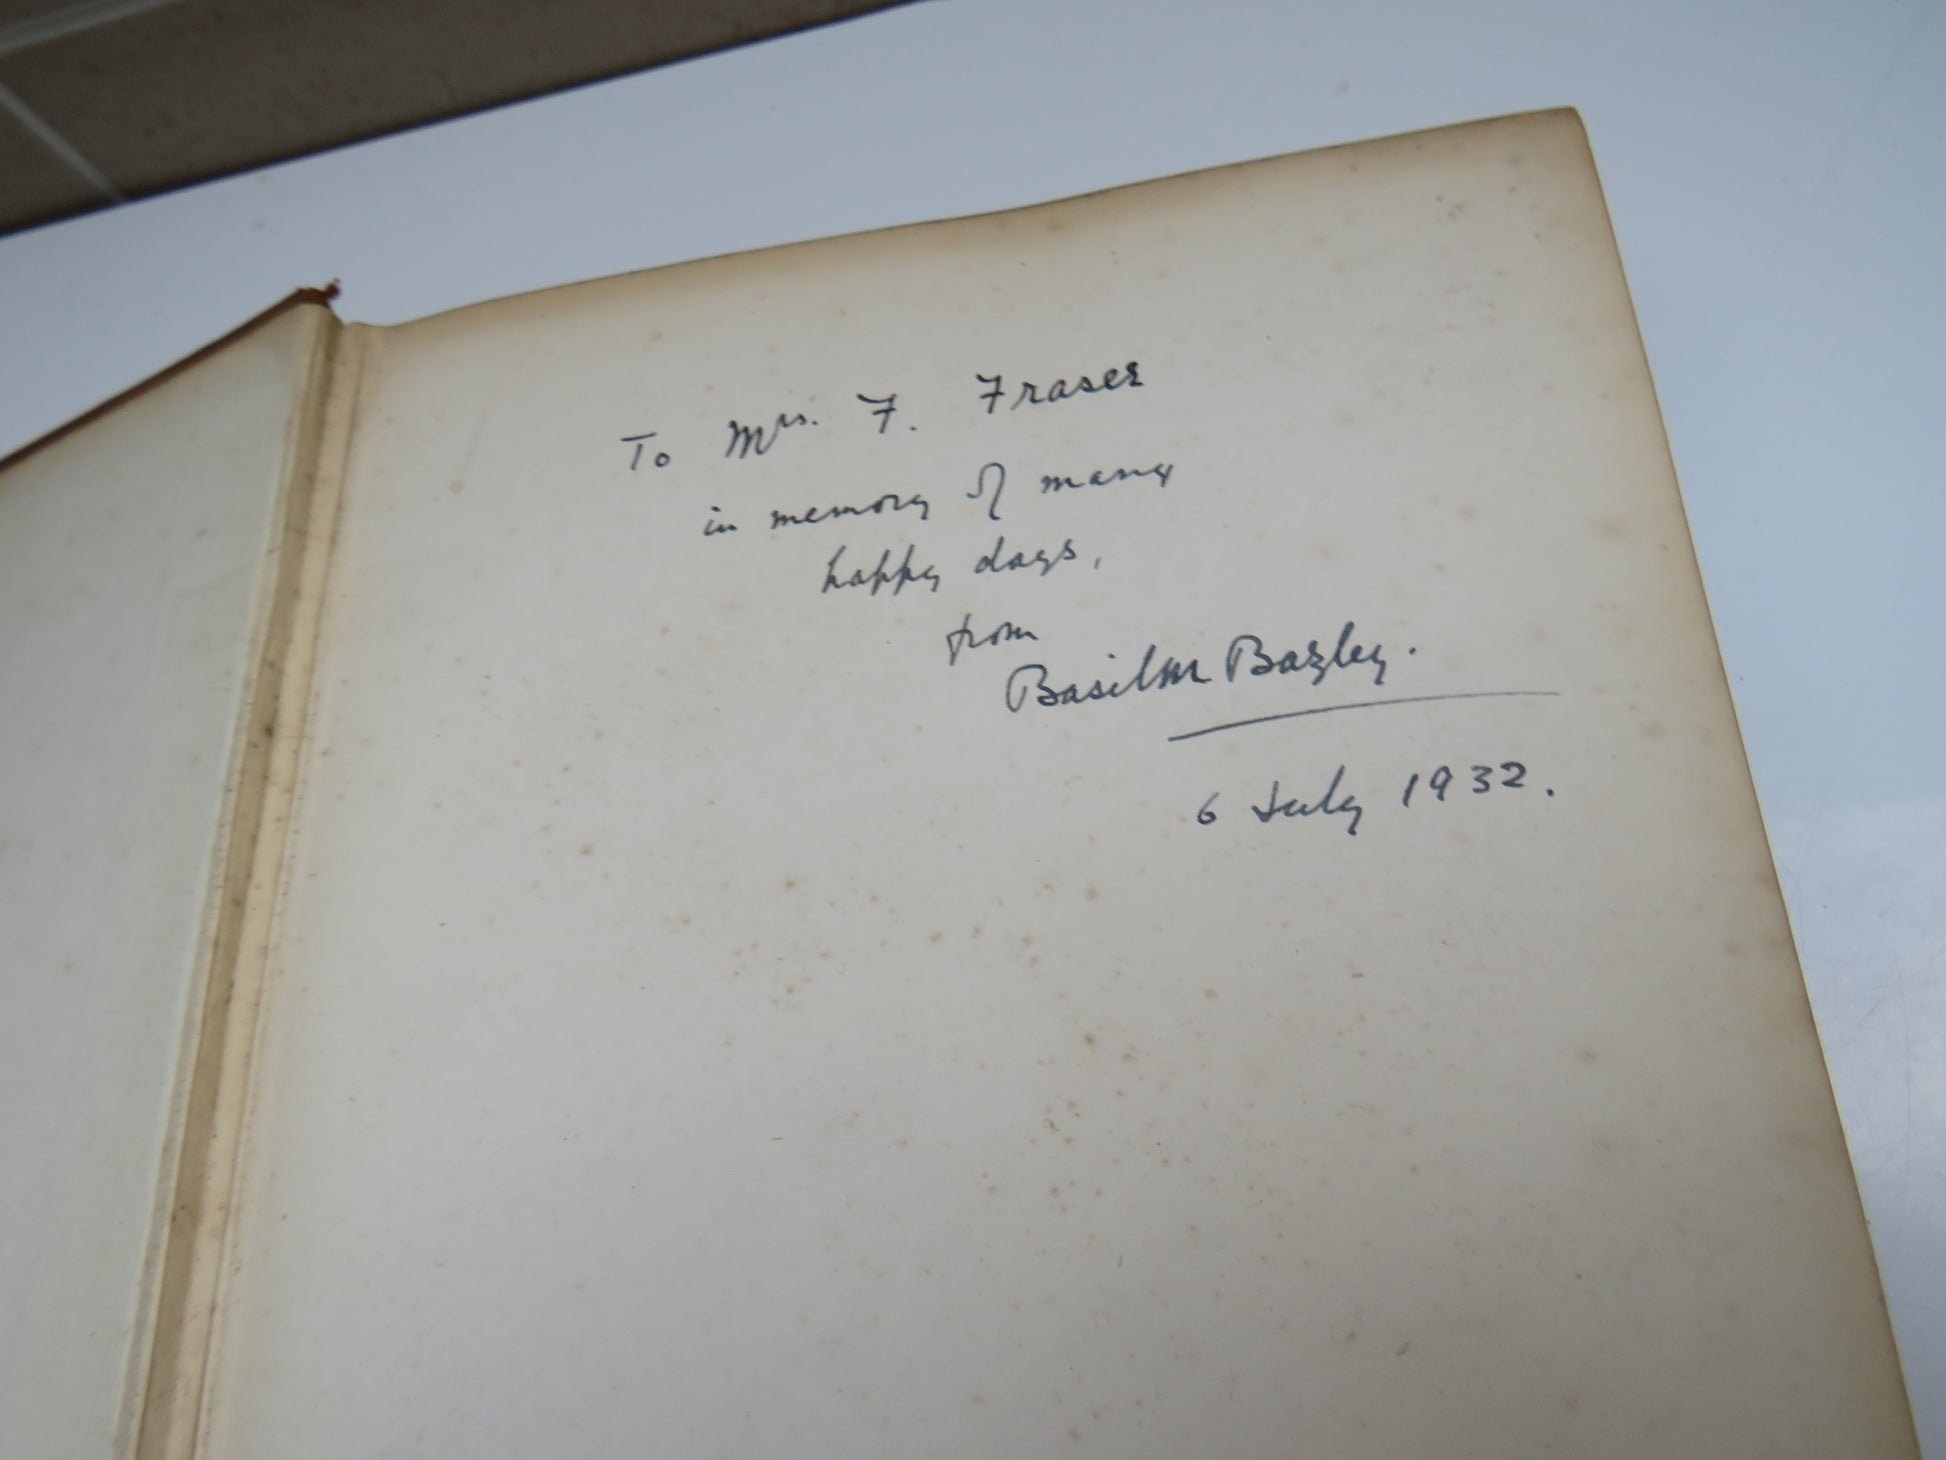 To Mrs. F. Fraser
in memory of many
happy days,
from
Basil M Bazley.
6 July 1932.